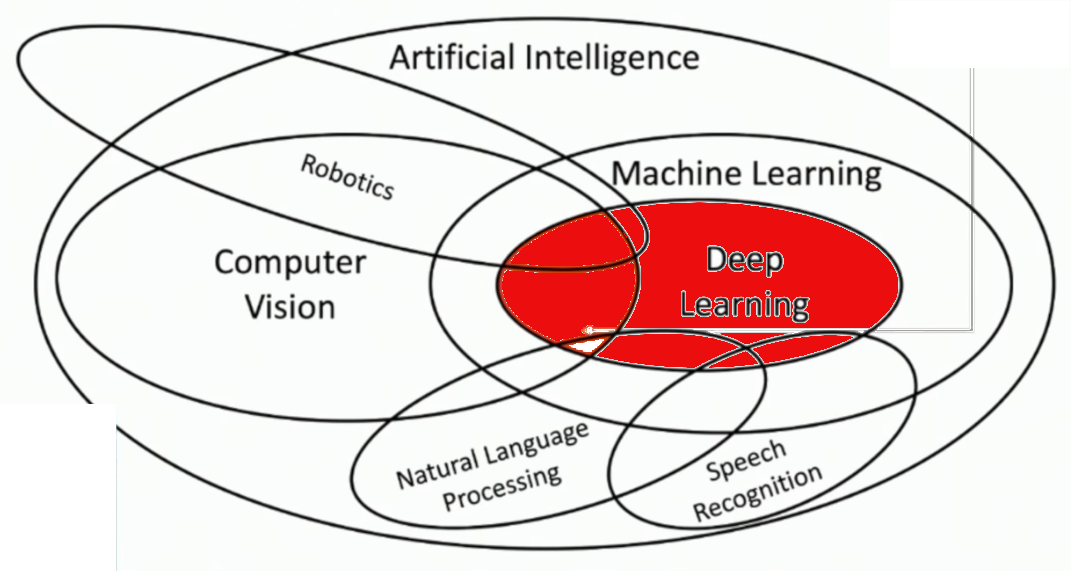 Artificial Intelligence
Robotics
Machine Learning
Computer
Vision
Deep
Learning
Natural Language
Processing
Speech
Recognition